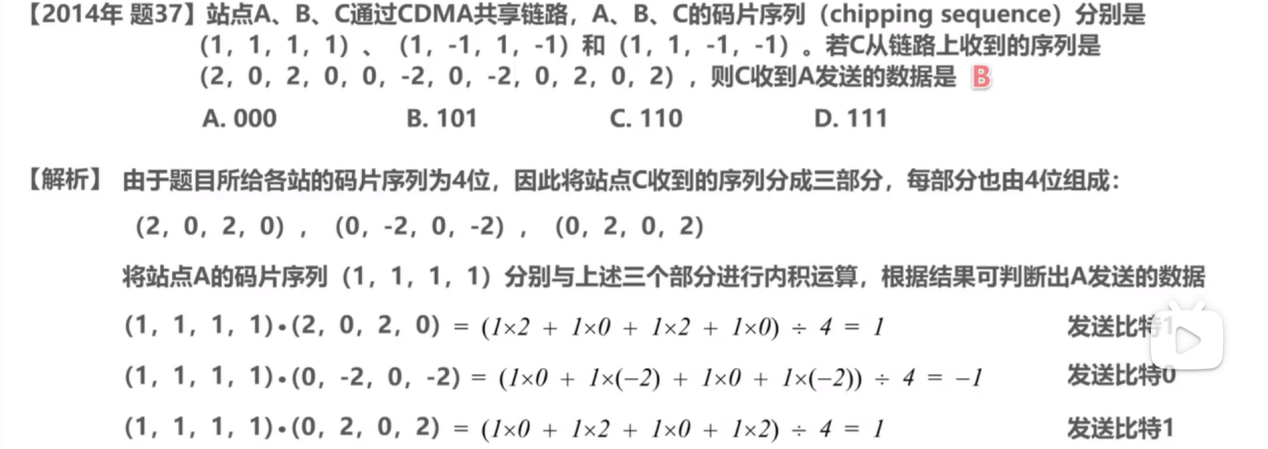 【2014年 题37】站点A、B、C通过CDMA共享链路，A、B、C的码片序列（chipping sequence）分别是
（1，1，1，1）、（1，-1，1，-1）和（1，1，-1，-1）。若C从链路上收到的序列是
（2，0，2，0，0，-2，0，-2，0，2，0，2），则C收到A发送的数据是 B
A. 000 B. 101 C. 110 D. 111
【解析】 由于题目所给各站的码片序列为4位，因此将站点C收到的序列分成三部分，每部分也由4位组成：
（2，0，2，0），（0，-2，0，-2），（0，2，0，2）
将站点A的码片序列（1，1，1，1）分别与上述三个部分进行内积运算，根据结果可判断出A发送的数据
(1，1，1，1)•(2，0，2，0) = (1×2 + 1×0 + 1×2 + 1×0) ÷ 4 = 1 发送比特1
(1，1，1，1)•(0，-2，0，-2) = (1×0 + 1×(−2) + 1×0 + 1×(−2)) ÷ 4 = −1 发送比特0
(1，1，1，1)•(0，2，0，2) = (1×0 + 1×2 + 1×0 + 1×2) ÷ 4 = 1 发送比特1